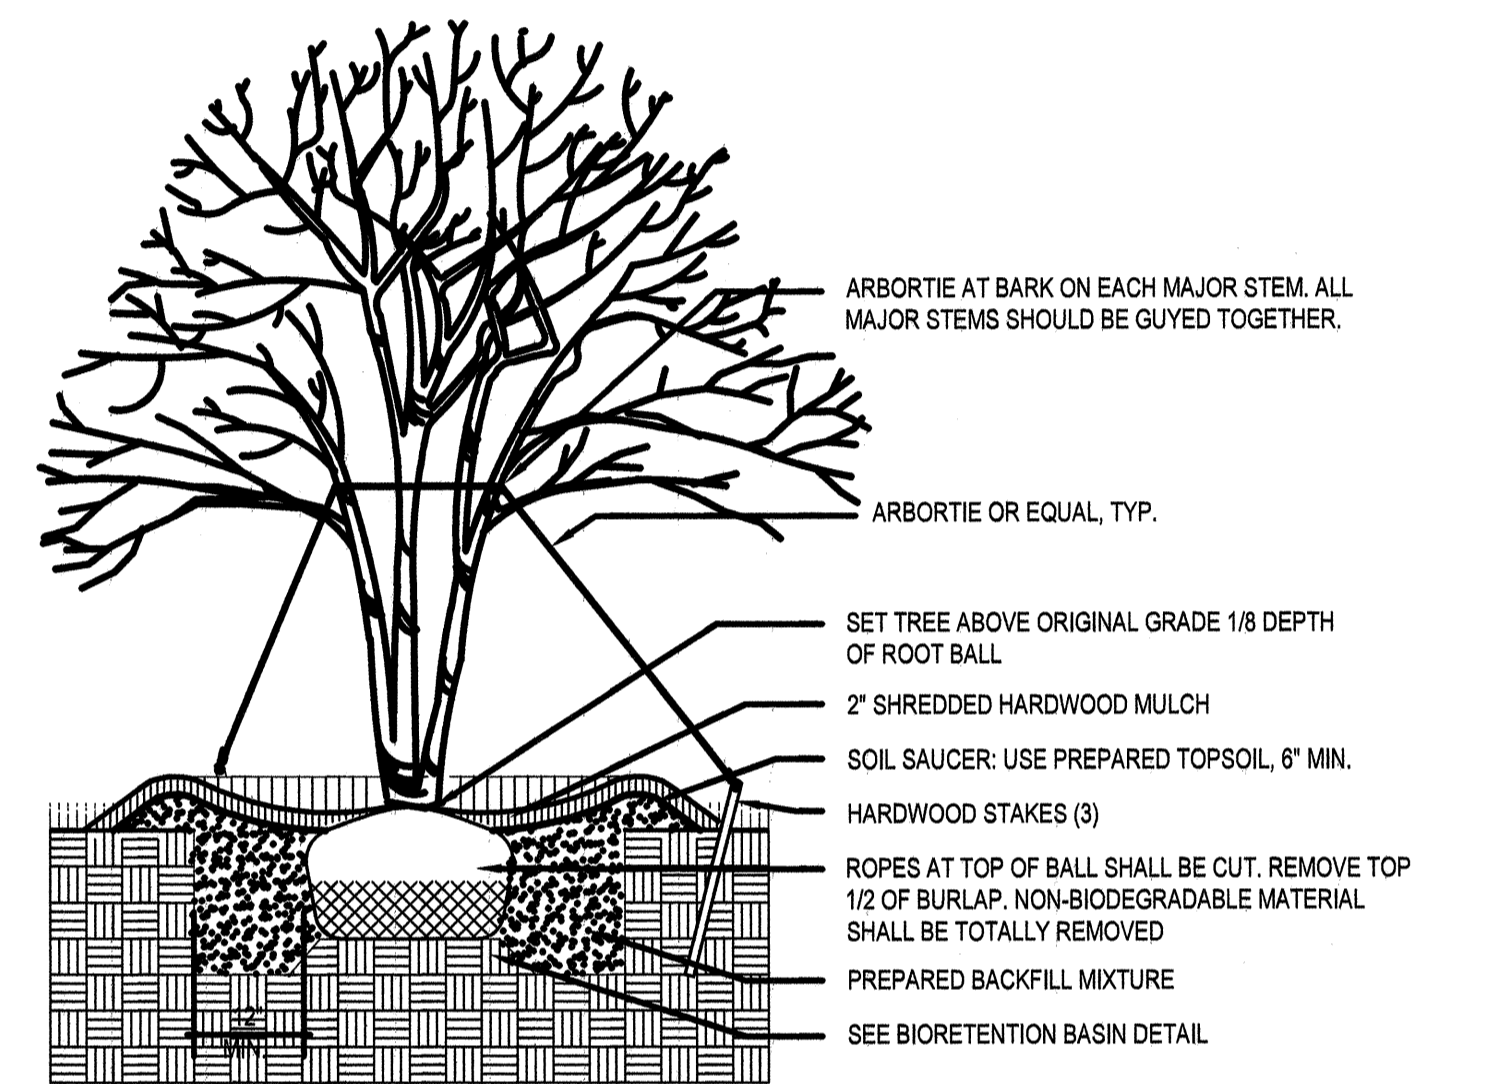 ARBORTIE AT BARK ON EACH MAJOR STEM. ALL
MAJOR STEMS SHOULD BE GUYED TOGETHER.
ARBORTIE OR EQUAL, TYP.
SET TREE ABOVE ORIGINAL GRADE 1/8 DEPTH
OF ROOT BALL
2" SHREDDED HARDWOOD MULCH
SOIL SAUCER: USE PREPARED TOPSOIL, 6" MIN.
HARDWOOD STAKES (3)
ROPES AT TOP OF BALL SHALL BE CUT. REMOVE TOP
1/2 OF BURLAP. NON-BIODEGRADABLE MATERIAL
SHALL BE TOTALLY REMOVED
PREPARED BACKFILL MIXTURE
SEE BIORETENTION BASIN DETAIL
12"
MIN.